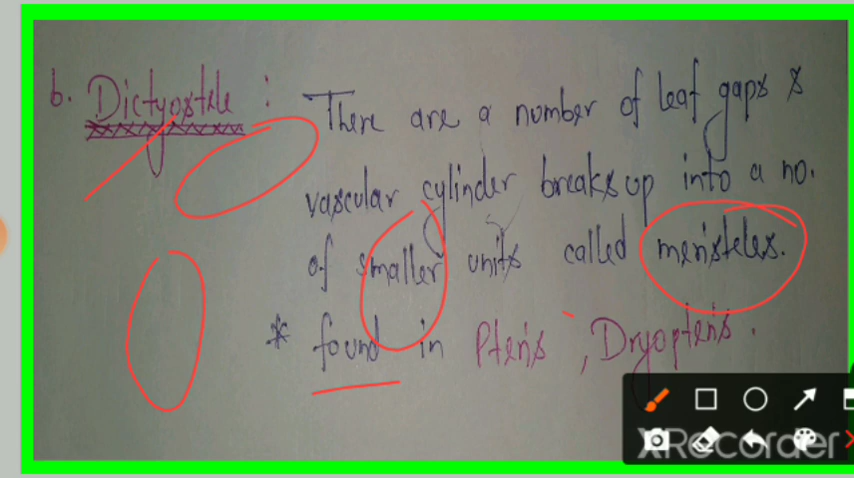 b. Dictyostele : There are a number of leaf gaps &
vascular cylinder breaks up into a no.
of smaller units called meristeles.
* found in Pteris, Dryopteris.
XRecorder